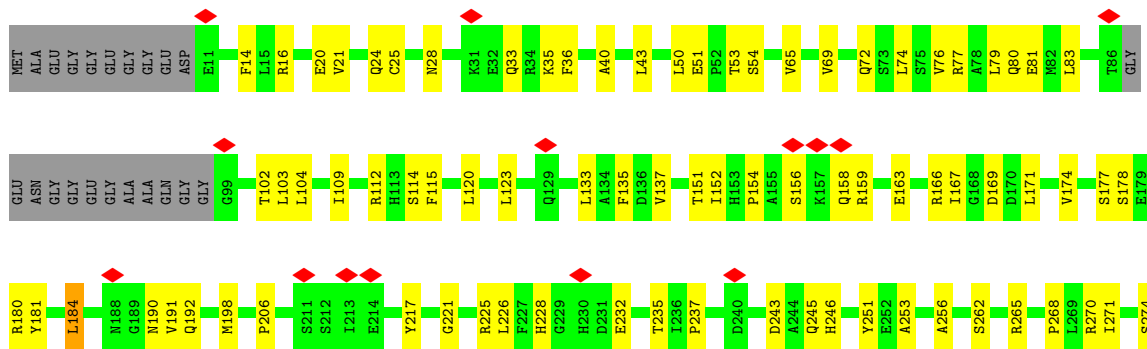 MET ALA GLU GLY GLY GLU GLY GLU ASP E11 F14 L15 R16 E20 V21 Q24 C25 N28 K31 E32 Q33 R34 K35 F36 A40 L43 L50 E51 P52 T53 S54 V65 V69 Q72 S73 L74 S75 V76 R77 A78 L79 Q80 E81 M82 L83 T86 GLY
GLU ASN GLY GLY GLU GLY ALA ALA GLN GLY GLY G99 T102 L103 L104 I109 R112 H113 S114 F115 L120 L123 Q129 L133 A134 F135 D136 V137 T151 I152 H153 P154 A155 S156 K157 Q158 R159 E163 R166 I167 G168 D169 D170 L171 V174 S177 S178 E179
R180 Y181 L184 N188 G189 N190 V191 Q192 M198 P206 S211 S212 I213 E214 Y217 G221 R225 L226 F227 H228 G229 H230 D231 E232 T235 I236 P237 D240 D243 A244 Q245 H246 Y251 E252 A253 A256 S262 R265 P268 L269 R270 I271 S274